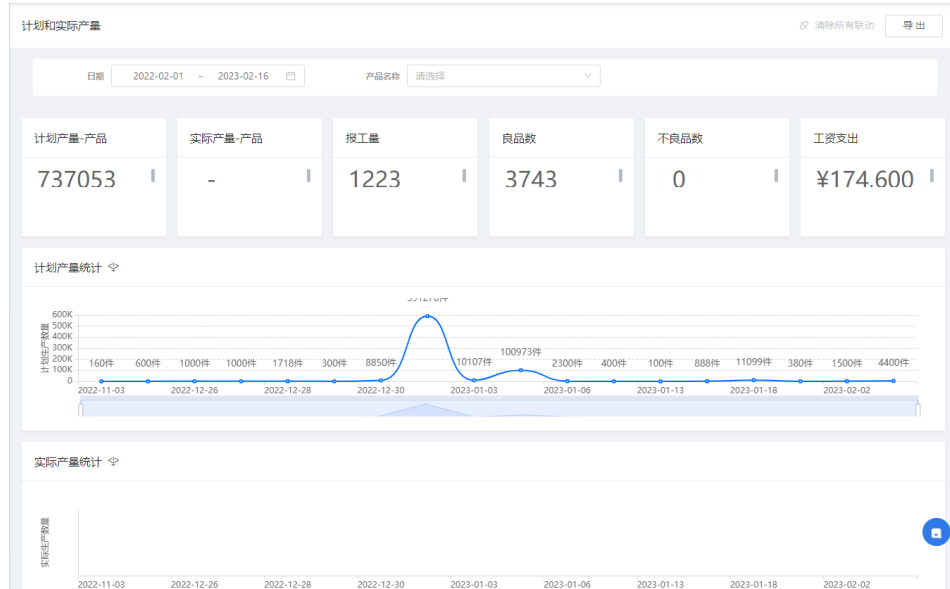 计划和实际产量
清除所有联动 导 出
日期 2022-02-01 ~ 2023-02-16 产品名称 请选择
计划产量-产品 实际产量-产品 报工量 良品数 不良品数 工资支出
737053 - 1223 3743 0 ¥174.600
计划产量统计
计划生产数量
600K
500K
400K
300K
200K
100K
0
160件 600件 1000件 1000件 1718件 300件 8850件 10107件 100973件 2300件 400件 100件 888件 11099件 380件 1500件 4400件
2022-11-03 2022-12-26 2022-12-28 2022-12-30 2023-01-03 2023-01-06 2023-01-13 2023-01-18 2023-02-02
实际产量统计
实际生产数量
2022-11-03 2022-12-26 2022-12-28 2022-12-30 2023-01-03 2023-01-06 2023-01-13 2023-01-18 2023-02-02